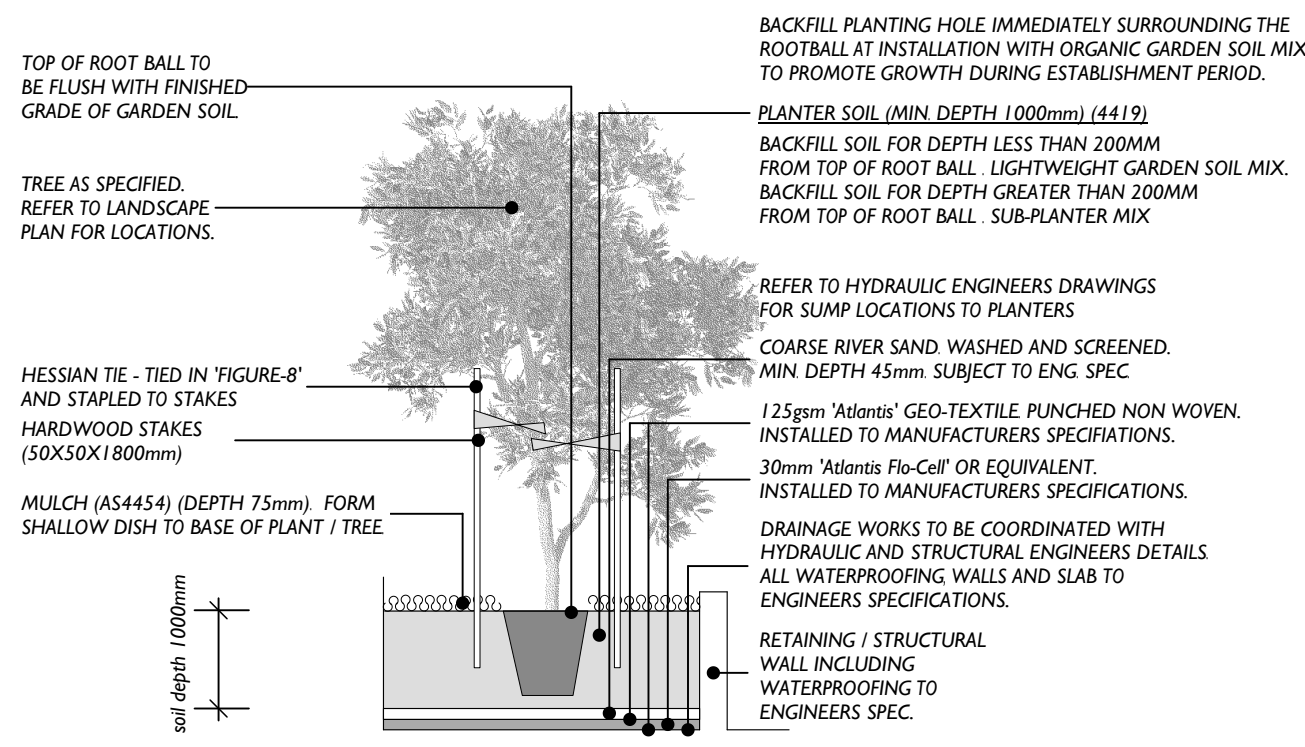 TOP OF ROOT BALL TO
BE FLUSH WITH FINISHED
GRADE OF GARDEN SOIL.
TREE AS SPECIFIED.
REFER TO LANDSCAPE
PLAN FOR LOCATIONS.
HESSIAN TIE - TIED IN 'FIGURE-8'
AND STAPLED TO STAKES
HARDWOOD STAKES
(50X50X1800mm)
MULCH (AS4454) (DEPTH 75mm). FORM
SHALLOW DISH TO BASE OF PLANT / TREE.
soil depth 1000mm
BACKFILL PLANTING HOLE IMMEDIATELY SURROUNDING THE
ROOTBALL AT INSTALLATION WITH ORGANIC GARDEN SOIL MIX
TO PROMOTE GROWTH DURING ESTABLISHMENT PERIOD.
PLANTER SOIL (MIN. DEPTH 1000mm) (4419)
BACKFILL SOIL FOR DEPTH LESS THAN 200MM
FROM TOP OF ROOT BALL . LIGHTWEIGHT GARDEN SOIL MIX.
BACKFILL SOIL FOR DEPTH GREATER THAN 200MM
FROM TOP OF ROOT BALL . SUB-PLANTER MIX
REFER TO HYDRAULIC ENGINEERS DRAWINGS
FOR SUMP LOCATIONS TO PLANTERS
COARSE RIVER SAND. WASHED AND SCREENED.
MIN. DEPTH 45mm. SUBJECT TO ENG. SPEC.
125gsm 'Atlantis' GEO-TEXTILE. PUNCHED NON WOVEN.
INSTALLED TO MANUFACTURERS SPECIFIATIONS.
30mm 'Atlantis Flo-Cell' OR EQUIVALENT.
INSTALLED TO MANUFACTURERS SPECIFICATIONS.
DRAINAGE WORKS TO BE COORDINATED WITH
HYDRAULIC AND STRUCTURAL ENGINEERS DETAILS.
ALL WATERPROOFING, WALLS AND SLAB TO
ENGINEERS SPECIFICATIONS.
RETAINING / STRUCTURAL
WALL INCLUDING
WATERPROOFING TO
ENGINEERS SPEC.